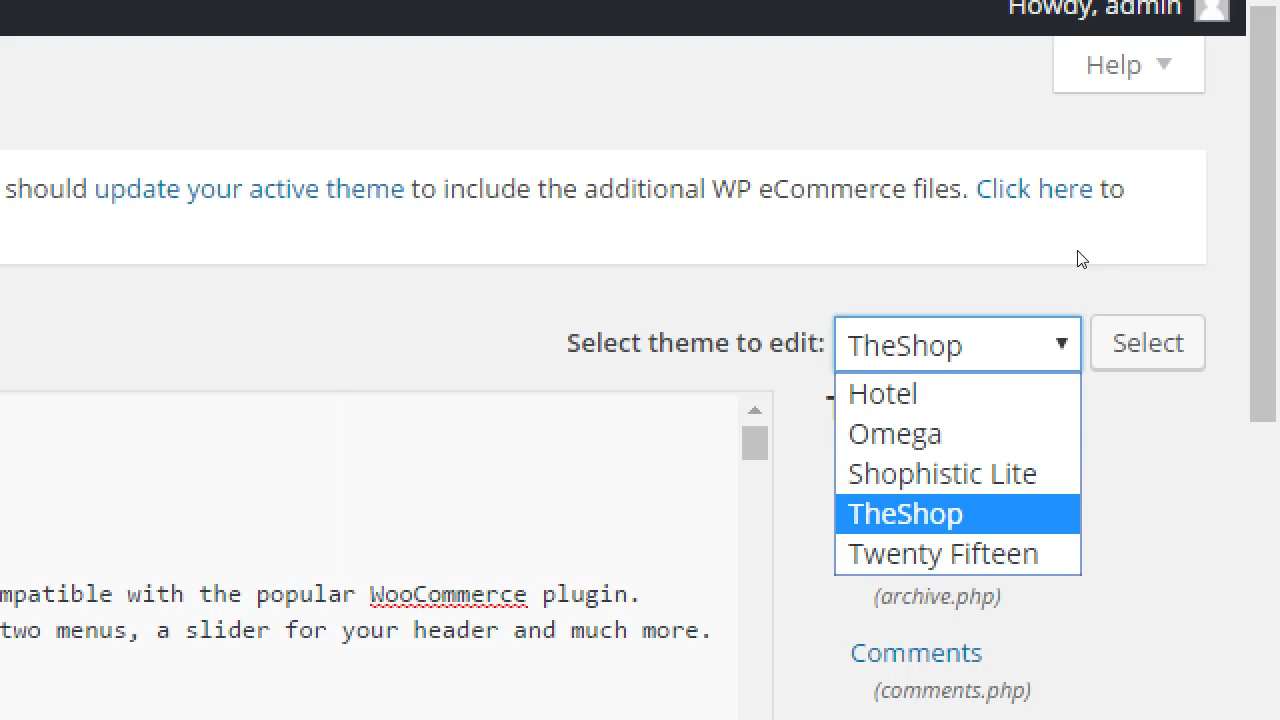 Howdy, admin
Help
should update your active theme to include the additional WP eCommerce files. Click here to
Select theme to edit: TheShop Select
Hotel
Omega
Shophistic Lite
TheShop
Twenty Fifteen
(archive.php)
mpatible with the popular WooCommerce plugin.
two menus, a slider for your header and much more.
Comments
(comments.php)